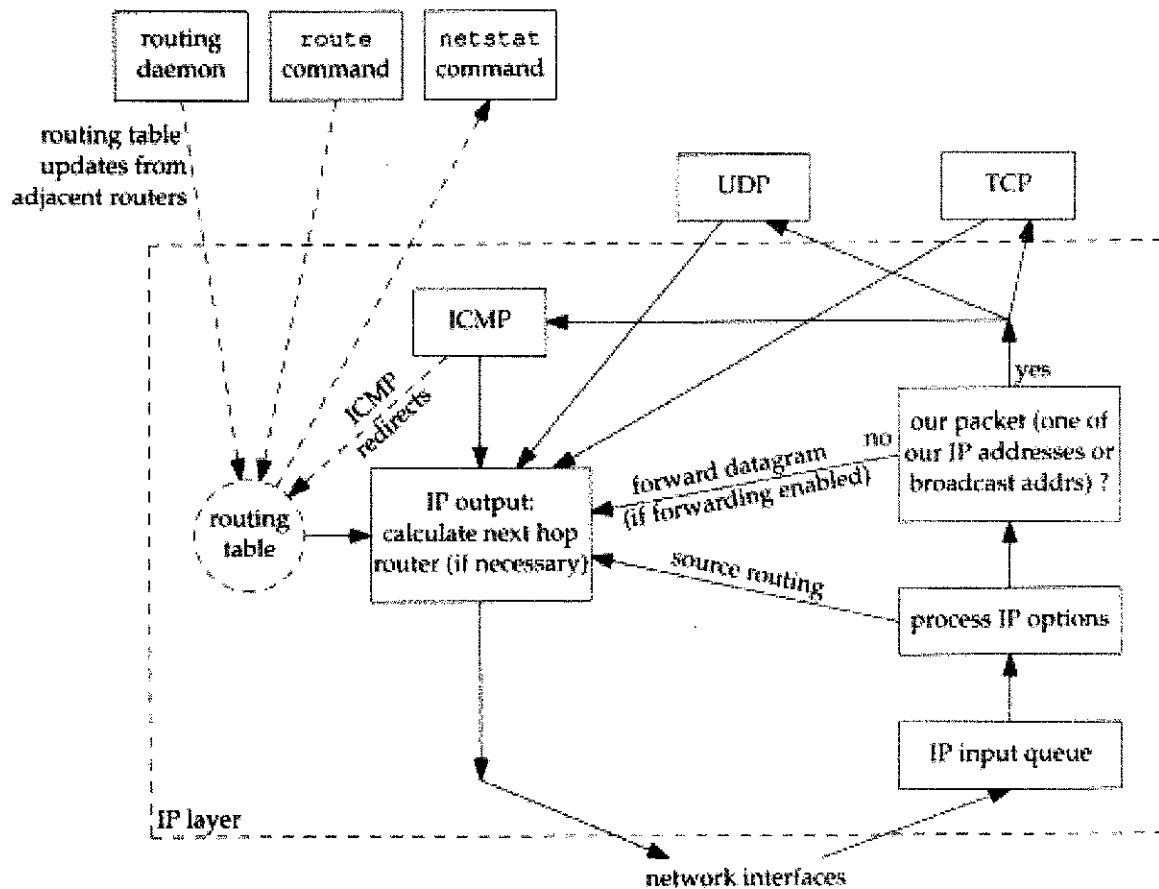 routing
daemon
route
command
netstat
command
routing table
updates from
adjacent routers
UDP
TCP
ICMP
ICMP
redirects
yes
our packet (one of
our IP addresses or
broadcast addrs) ?
no
forward datagram
(if forwarding enabled)
IP output:
calculate next hop
router (if necessary)
routing
table
source routing
process IP options
IP input queue
IP layer
network interfaces